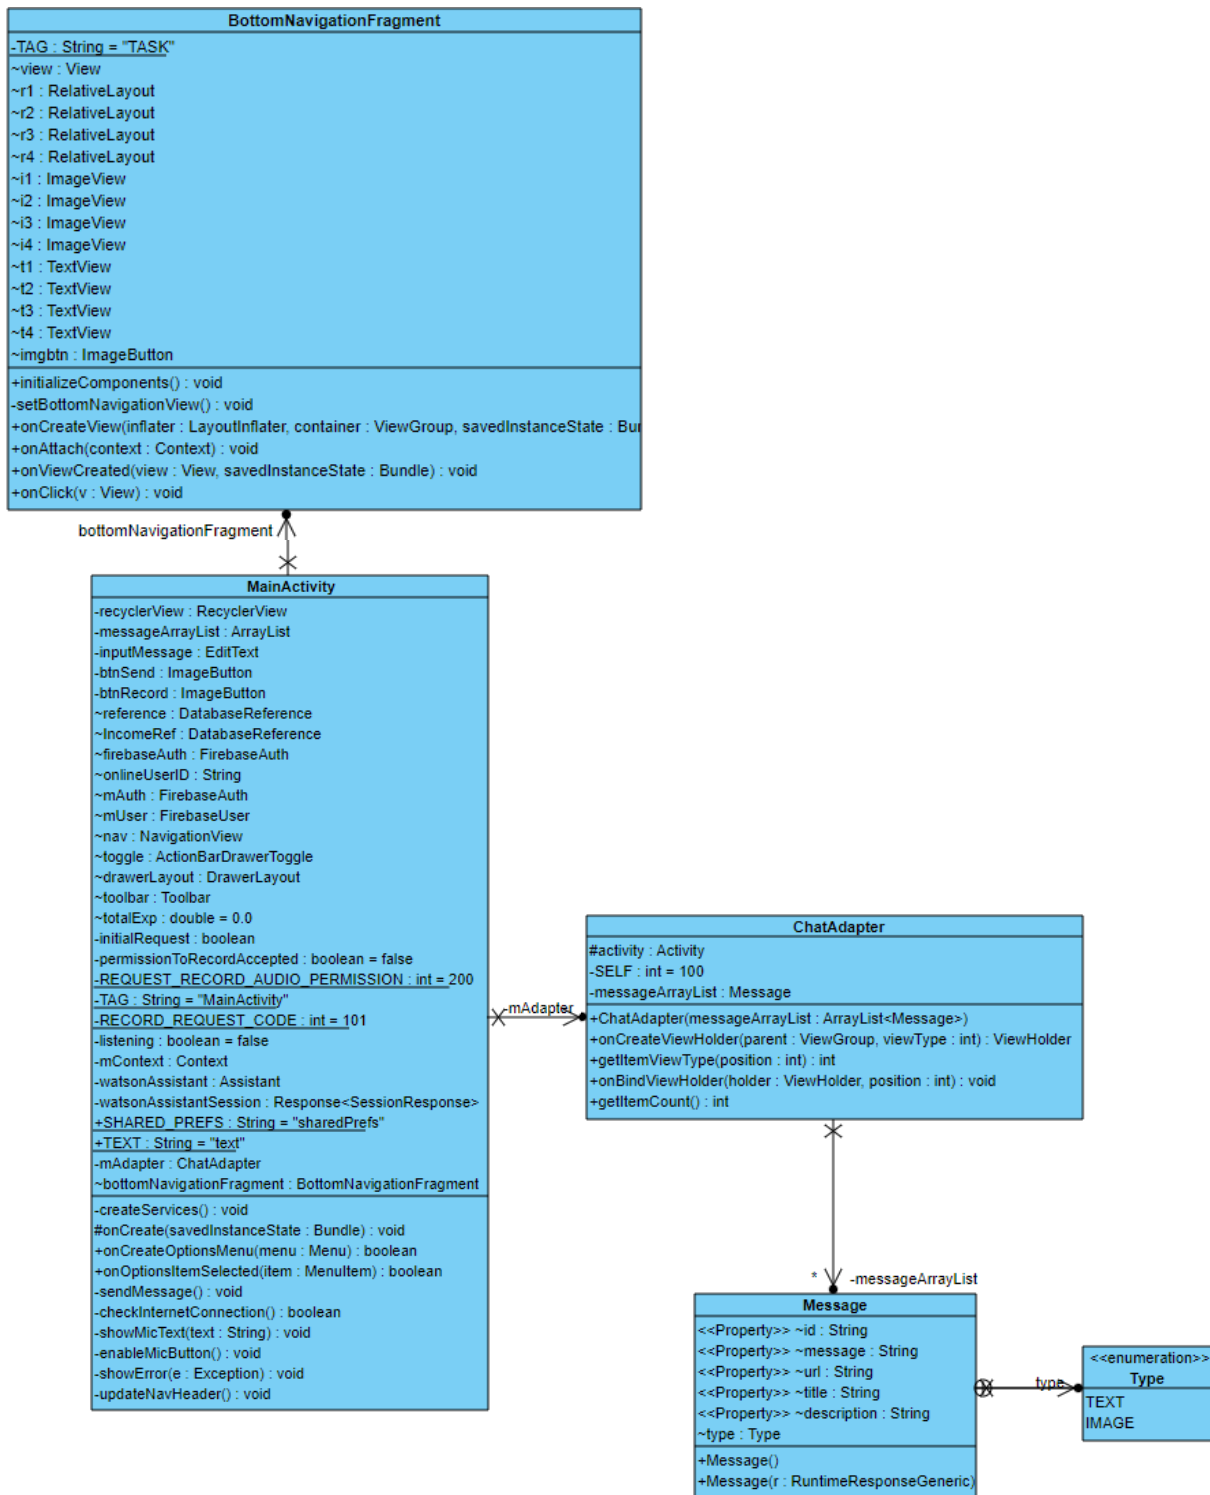 BottomNavigationFragment
-TAG : String = "TASK"
~view : View
~r1 : RelativeLayout
~r2 : RelativeLayout
~r3 : RelativeLayout
~r4 : RelativeLayout
~i1 : ImageView
~i2 : ImageView
~i3 : ImageView
~i4 : ImageView
~t1 : TextView
~t2 : TextView
~t3 : TextView
~t4 : TextView
~imgbtn : ImageButton
+initializeComponents() : void
-setBottomNavigationView() : void
+onCreateView(inflater : LayoutInflater, container : ViewGroup, savedInstanceState : Bu
+onAttach(context : Context) : void
+onViewCreated(view : View, savedInstanceState : Bundle) : void
+onClick(v : View) : void
bottomNavigationFragment
MainActivity
-recyclerView : RecyclerView
-messageArrayList : ArrayList
-inputMessage : EditText
-btnSend : ImageButton
-btnRecord : ImageButton
~reference : DatabaseReference
~IncomeRef : DatabaseReference
~firebaseAuth : FirebaseAuth
~onlineUserID : String
~mAuth : FirebaseAuth
~mUser : FirebaseUser
~nav : NavigationView
~toggle : ActionBarDrawerToggle
~drawerLayout : DrawerLayout
~toolbar : Toolbar
~totalExp : double = 0.0
-initialRequest : boolean
-permissionToRecordAccepted : boolean = false
-REQUEST_RECORD_AUDIO_PERMISSION : int = 200
-TAG : String = "MainActivity"
-RECORD_REQUEST_CODE : int = 101
-listening : boolean = false
-mContext : Context
-watsonAssistant : Assistant
-watsonAssistantSession : Response<SessionResponse>
+SHARED_PREFS : String = "sharedPrefs"
+TEXT : String = "text"
-mAdapter : ChatAdapter
~bottomNavigationFragment : BottomNavigationFragment
-createServices() : void
#onCreate(savedInstanceState : Bundle) : void
+onCreateOptionsMenu(menu : Menu) : boolean
+onOptionsItemSelected(item : MenuItem) : boolean
-sendMessage() : void
-checkInternetConnection() : boolean
-showMicText(text : String) : void
-enableMicButton() : void
-showError(e : Exception) : void
-updateNavHeader() : void
-mAdapter
ChatAdapter
#activity : Activity
-SELF : int = 100
-messageArrayList : Message
+ChatAdapter(messageArrayList : ArrayList<Message>)
+onCreateViewHolder(parent : ViewGroup, viewType : int) : ViewHolder
+getItemViewType(position : int) : int
+onBindViewHolder(holder : ViewHolder, position : int) : void
+getItemCount() : int
* -messageArrayList
Message
<<Property>> ~id : String
<<Property>> ~message : String
<<Property>> ~url : String
<<Property>> ~title : String
<<Property>> ~description : String
~type : Type
+Message()
+Message(r : RuntimeResponseGeneric)
type
<<enumeration>>
Type
TEXT
IMAGE